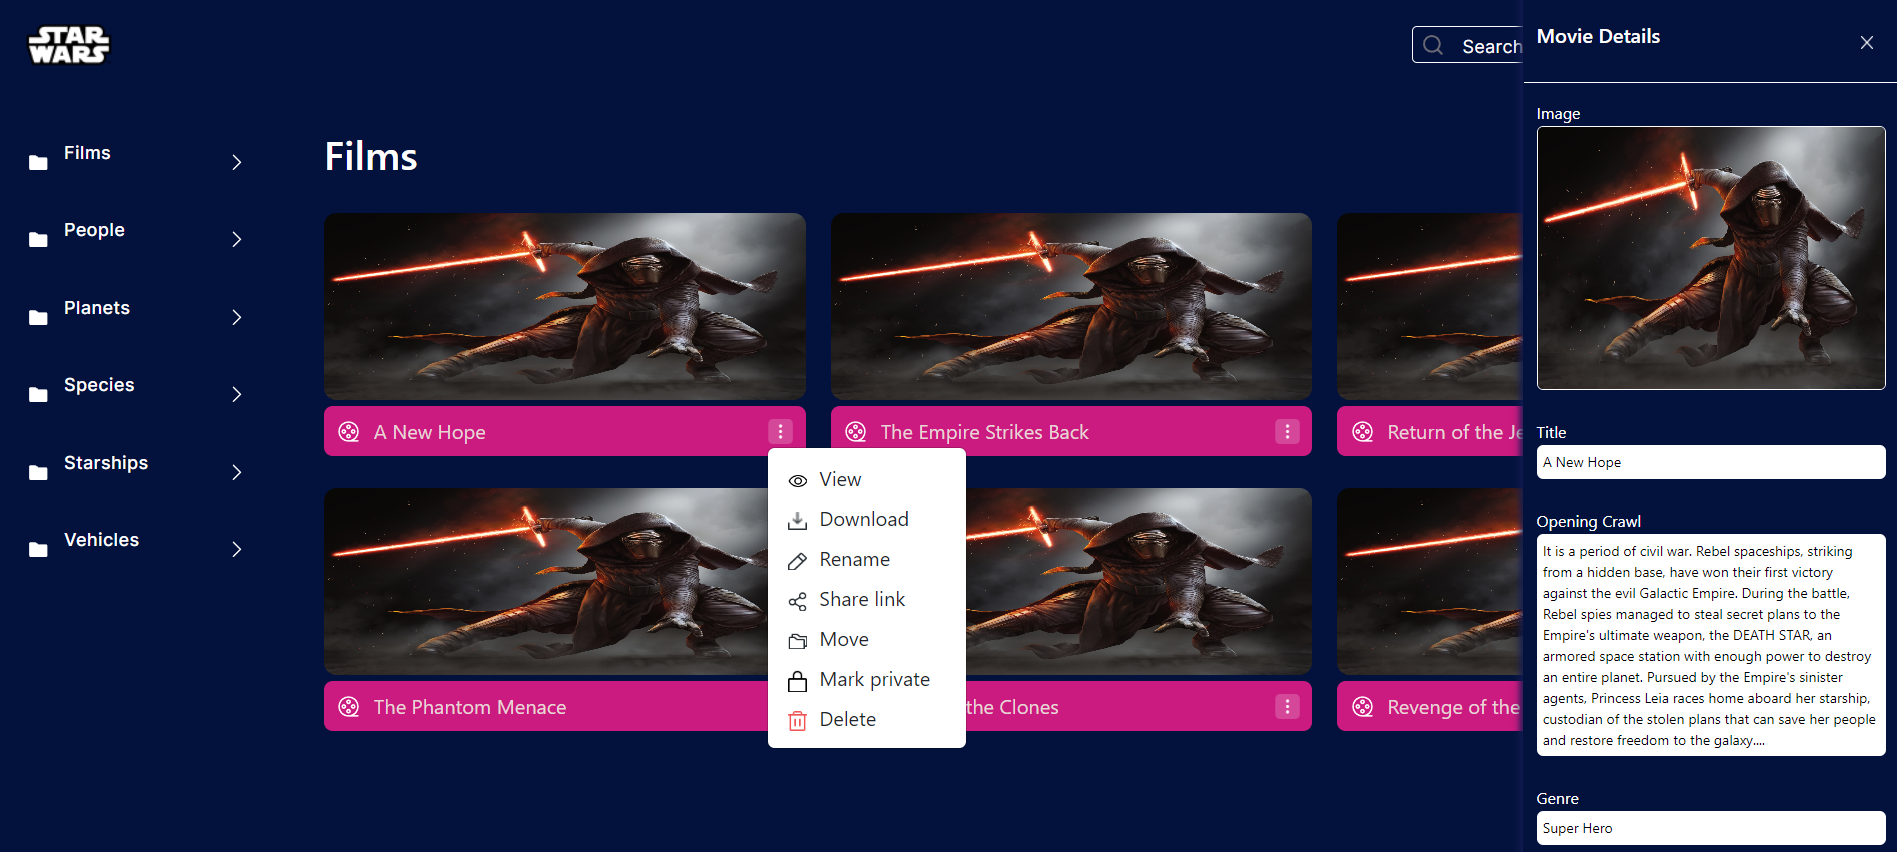 STAR
WARS
Search
Movie Details
Films
People
Planets
Species
Starships
Vehicles
Films
A New Hope
The Empire Strikes Back
Return of the Je
View
Download
Rename
Share link
Move
Mark private
Delete
The Phantom Menace
the Clones
Revenge of the
Image
Title
A New Hope
Opening Crawl
It is a period of civil war. Rebel spaceships, striking
from a hidden base, have won their first victory
against the evil Galactic Empire. During the battle,
Rebel spies managed to steal secret plans to the
Empire's ultimate weapon, the DEATH STAR, an
armored space station with enough power to destroy
an entire planet. Pursued by the Empire's sinister
agents, Princess Leia races home aboard her starship,
custodian of the stolen plans that can save her people
and restore freedom to the galaxy....
Genre
Super Hero